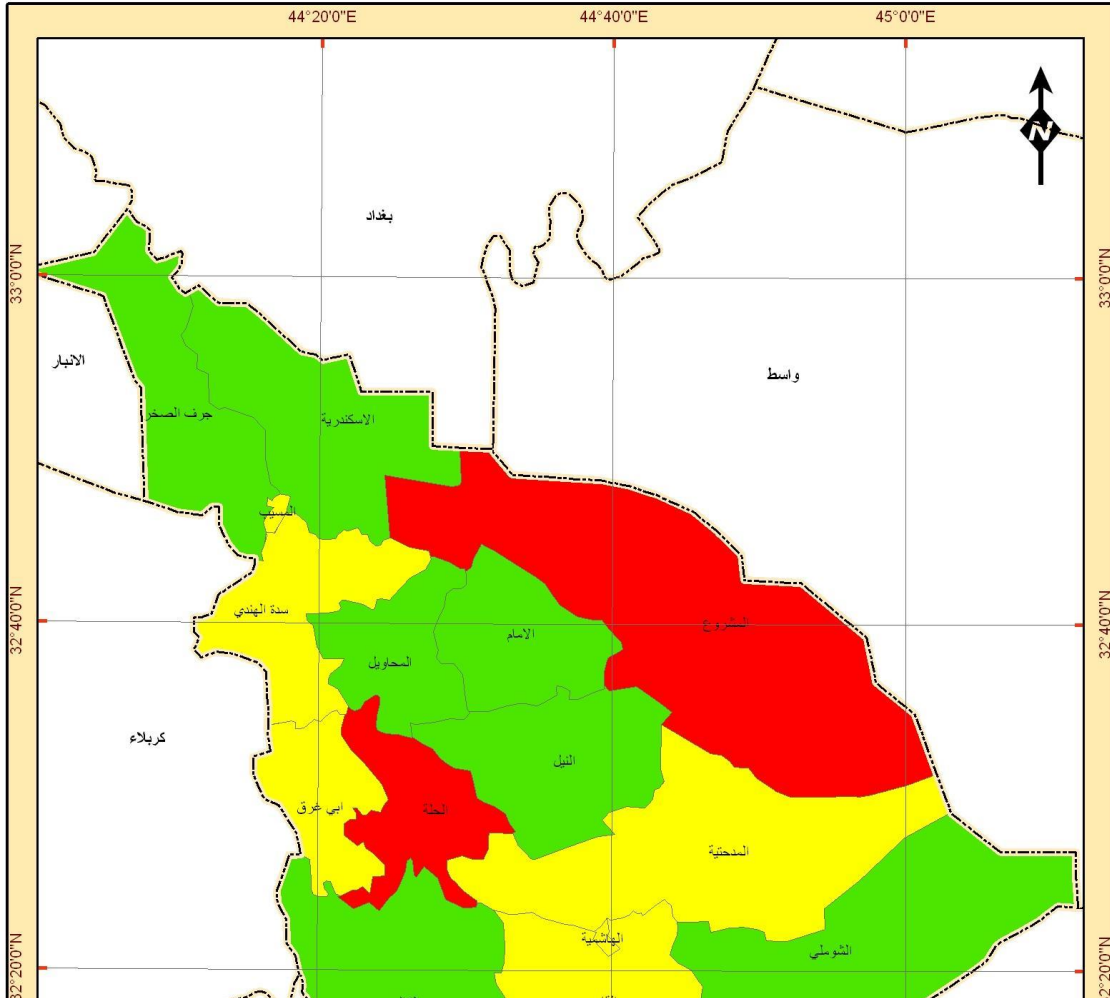 44°20'0"E
44°40'0"E
45°0'0"E
N
بغداد
33°0'0"N
33°0'0"N
الانبار
واسط
جرف الصخر
الاسكندرية
المسيب
سدة الهندي
32°40'0"N
32°40'0"N
المشروع
الامام
المحاويل
كربلاء
النيل
ابي غرق
الحلة
المدحتية
الهاشمية
الشوملي
32°20'0"N